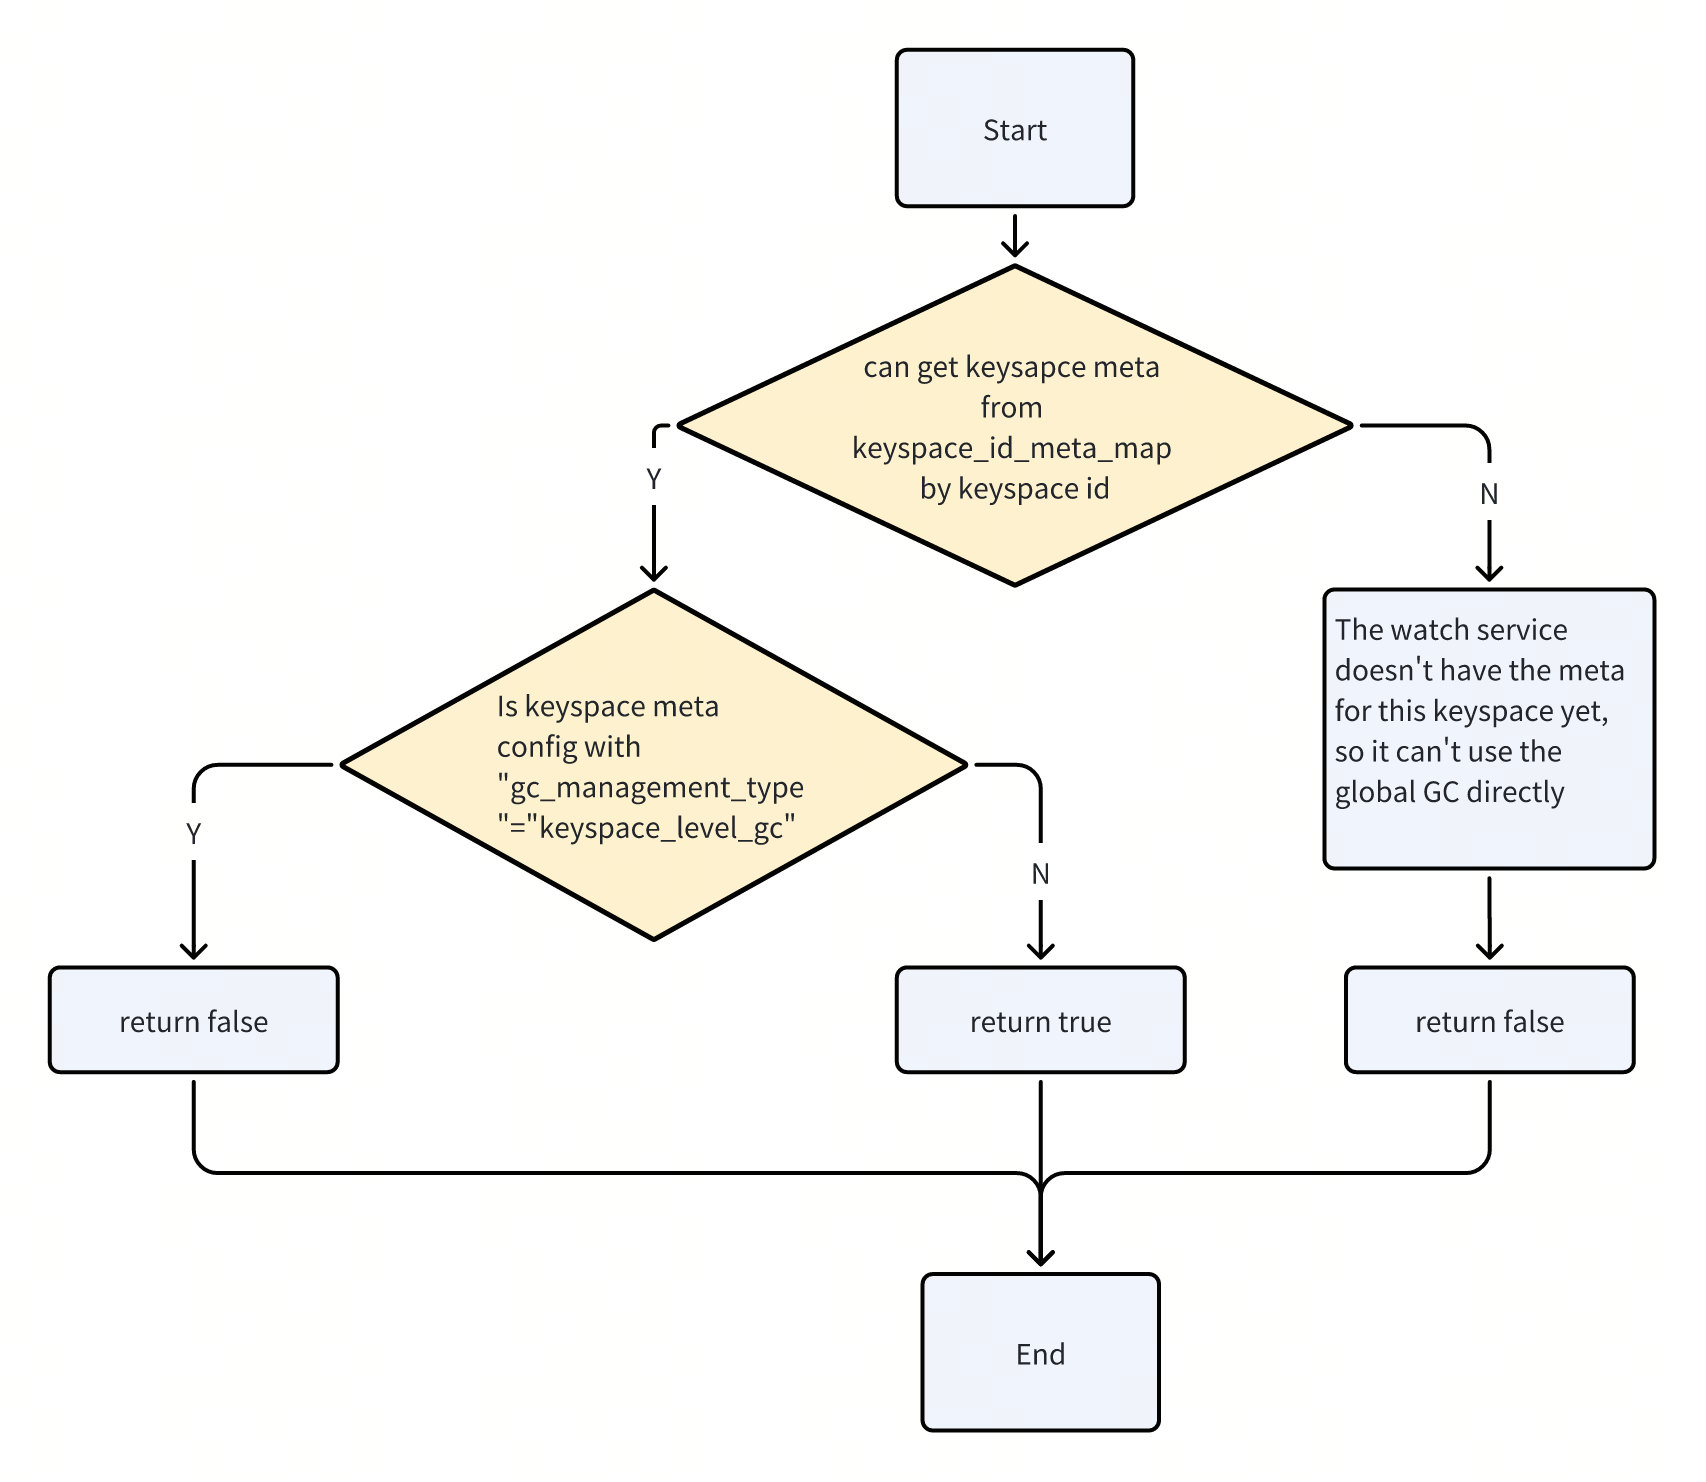 Start
can get keysapce meta
from
keyspace_id_meta_map
by keyspace id
Y
N
Is keyspace meta
config with
"gc_management_type
"="keyspace_level_gc"
The watch service
doesn't have the meta
for this keyspace yet,
so it can't use the
global GC directly
Y
N
return false
return true
return false
End